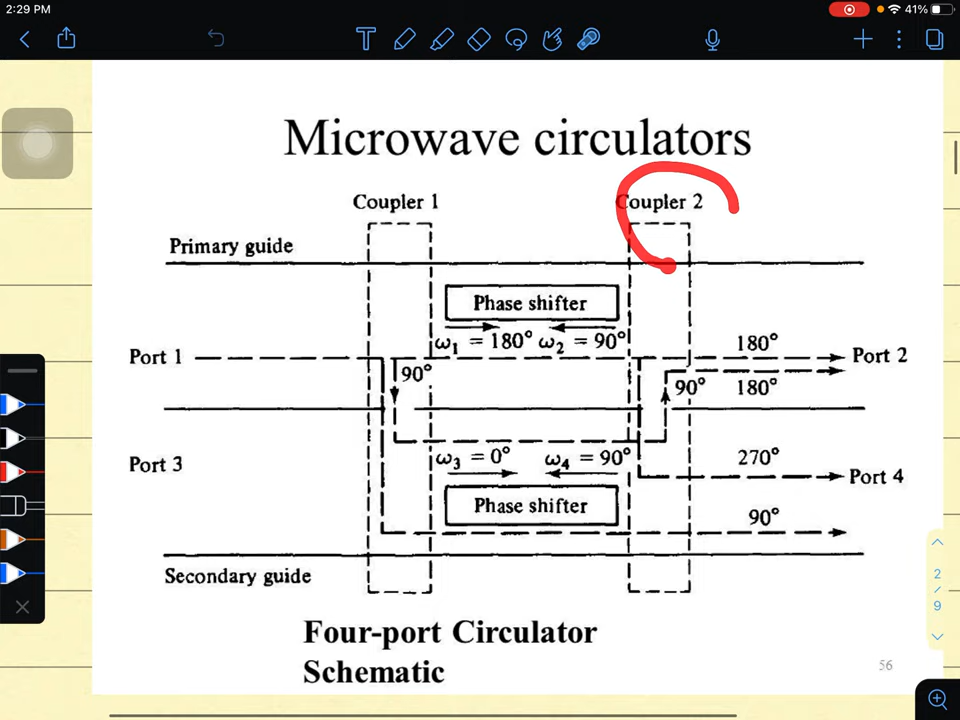 2:29 PM
41%
T
Microwave circulators
Coupler 1
Coupler 2
Primary guide
Phase shifter
ω₁ = 180° ω₂ = 90°
180°
Port 1
Port 2
90°
90°
180°
Port 3
ω₃ = 0°
ω₄ = 90°
270°
Port 4
Phase shifter
90°
Secondary guide
2
/
9
Four-port Circulator
Schematic
56